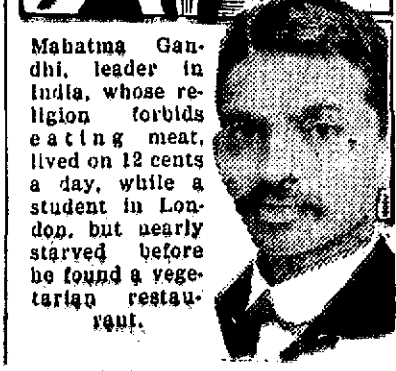 Mahatma Gan-
dhi, leader in
India, whose re-
ligion forbids
eating meat,
lived on 12 cents
a day, while a
student in Lon-
don, but nearly
starved before
he found a vege-
tarian restau-
rant.